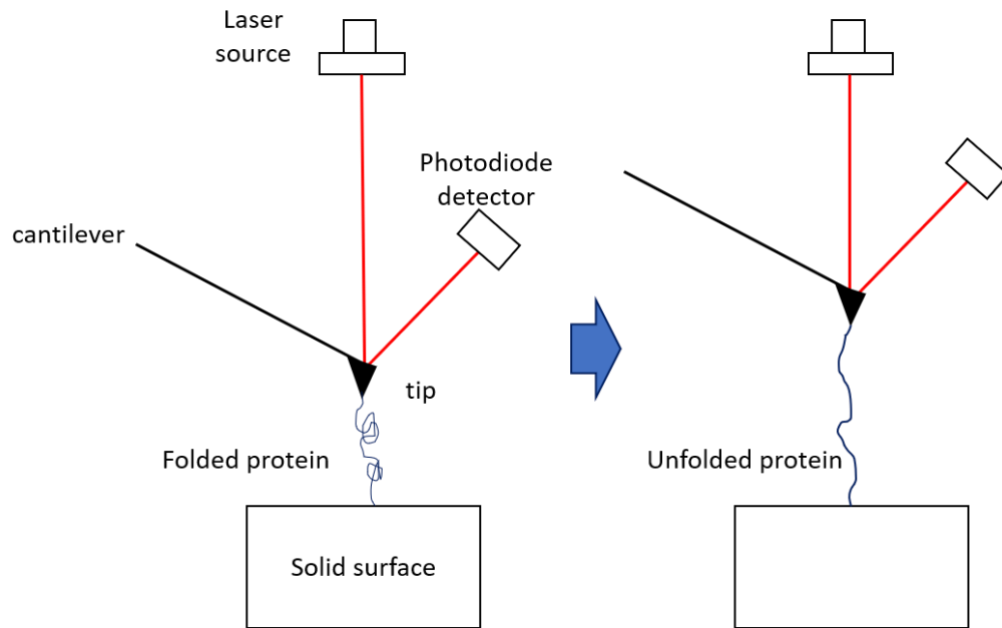 Laser
source
Photodiode
detector
cantilever
tip
Folded protein
Unfolded protein
Solid surface